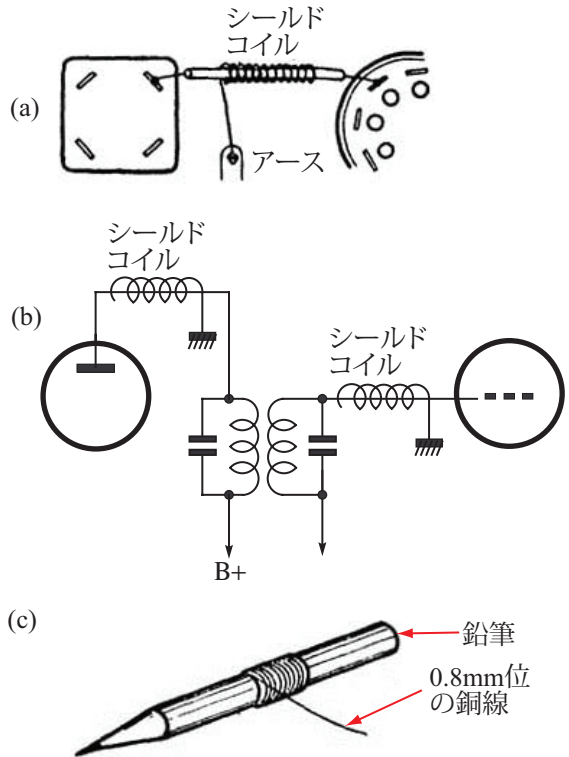 シールド
コイル
(a)
アース
シールド
コイル
(b)
シールド
コイル
B+
(c)
鉛筆
0.8mm位
の銅線